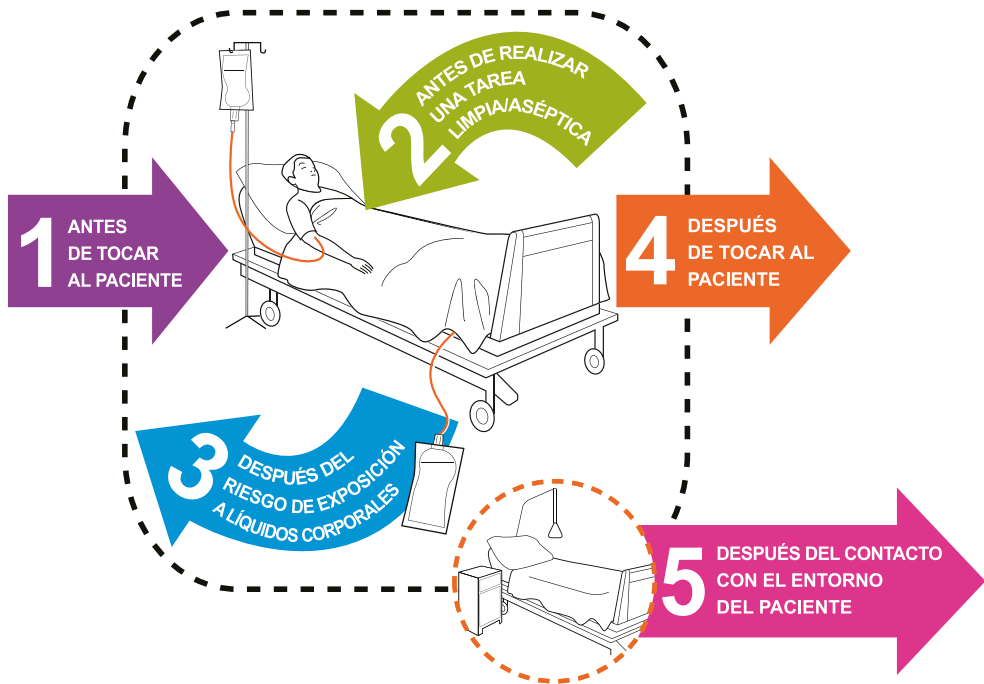 1
ANTES
DE TOCAR
AL PACIENTE
2
ANTES DE REALIZAR
UNA TAREA
LIMPIA/ASÉPTICA
3
DESPUÉS DEL
RIESGO DE EXPOSICIÓN
A LÍQUIDOS CORPORALES
4
DESPUÉS
DE TOCAR AL
PACIENTE
5
DESPUÉS DEL CONTACTO
CON EL ENTORNO
DEL PACIENTE